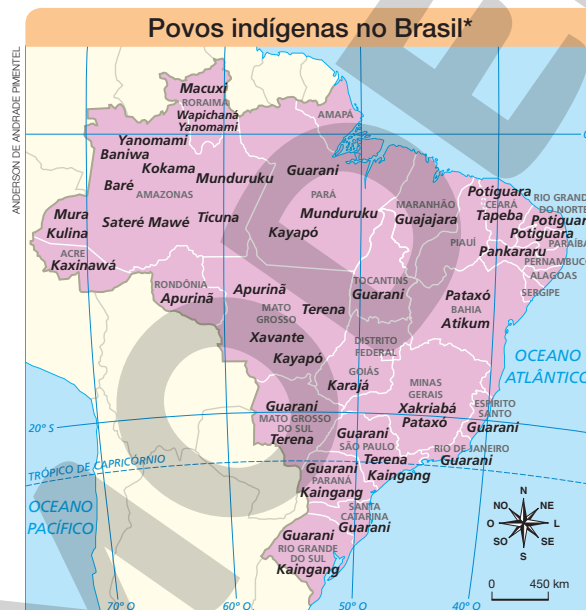 Povos indígenas no Brasil*
ANDERSON DE ANDRADE PIMENTEL
Macuxi
RORAIMA
Wapichana
Yanomami
AMAPÁ
Yanomami
Baniwa
Kokama
Baré
Munduruku
AMAZONAS
Guarani
PARÁ
Munduruku
Kayapó
Mura
Kulina
Sateré Mawé
Ticuna
ACRE
Kaxinawá
MARANHÃO
Guajajara
Potiguara
CEARÁ
Tapeba
RIO GRANDE
DO NORTE
Potiguar
Potiguara
PARAÍBA
PIAUÍ
Pankararu
PERNAMBUCO
ALAGOAS
SERGIPE
RONDÔNIA
Apurinã
Apurinã
MATO
GROSSO
Terena
Xavante
Kayapó
TOCANTINS
Guarani
Pataxó
BAHIA
Atikum
DISTRITO
FEDERAL
GOIÁS
Karajá
OCEANO
ATLÂNTICO
MINAS
GERAIS
Xakriabá
Pataxó
ESPÍRITO
SANTO
Guarani
Guarani
MATO GROSSO
DO SUL
Terena
20° S
Guarani
SÃO PAULO
Terena
Kaingang
RIO DE JANEIRO
Guarani
TRÓPICO DE CAPRICÓRNIO
Guarani
PARANÁ
Kaingang
OCEANO
PACÍFICO
SANTA
CATARINA
Guarani
Guarani
RIO GRANDE
DO SUL
Kaingang
N
NO NE
O L
SO SE
S
0 450 km
70° O 60° O 50° O 40° O